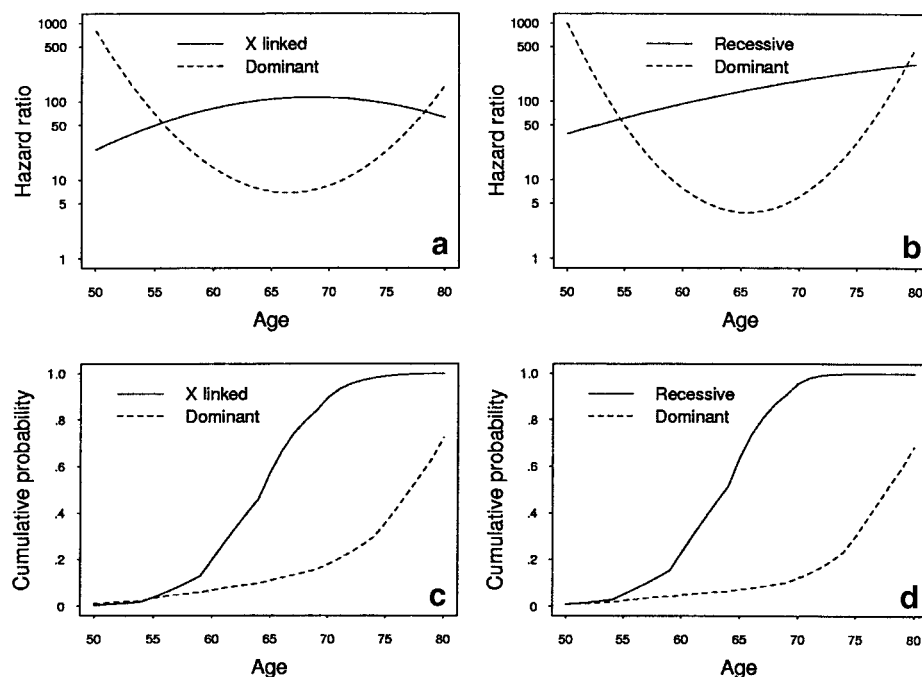 Hazard ratio
1000
500
100
50
10
5
1
X linked
Dominant
a
50 55 60 65 70 75 80
Age
Hazard ratio
1000
500
100
50
10
5
1
Recessive
Dominant
b
50 55 60 65 70 75 80
Age
Cumulative probability
1.0
.8
.6
.4
.2
0
X linked
Dominant
c
50 55 60 65 70 75 80
Age
Cumulative probability
1.0
.8
.6
.4
.2
0
Recessive
Dominant
d
50 55 60 65 70 75 80
Age